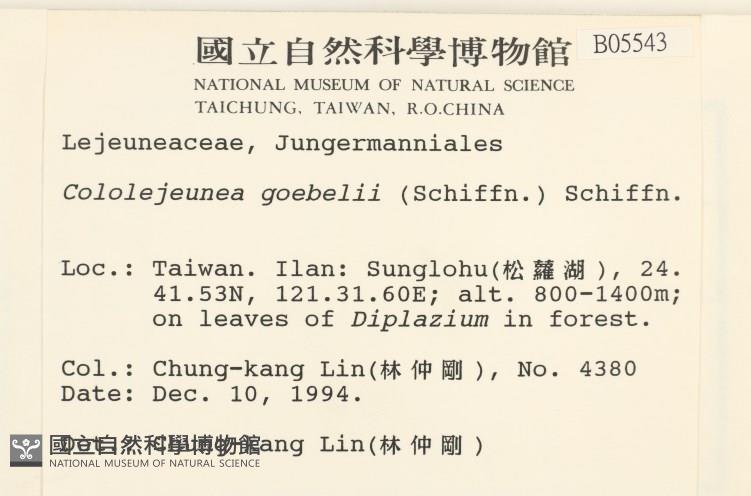 國立自然科學博物館
B05543
NATIONAL MUSEUM OF NATURAL SCIENCE
TAICHUNG, TAIWAN, R.O.CHINA
Lejeuneaceae, Jungermanniales
Cololejeunea goebelii (Schiffn.) Schiffn.
Loc.: Taiwan. Ilan: Sunglohu(松蘿湖), 24.
41.53N, 121.31.60E; alt. 800-1400m;
on leaves of Diplazium in forest.
Col.: Chung-kang Lin(林仲剛), No. 4380
Date: Dec. 10, 1994.
Det.: Chung-kang Lin(林仲剛)
國立自然科學博物館
NATIONAL MUSEUM OF NATURAL SCIENCE